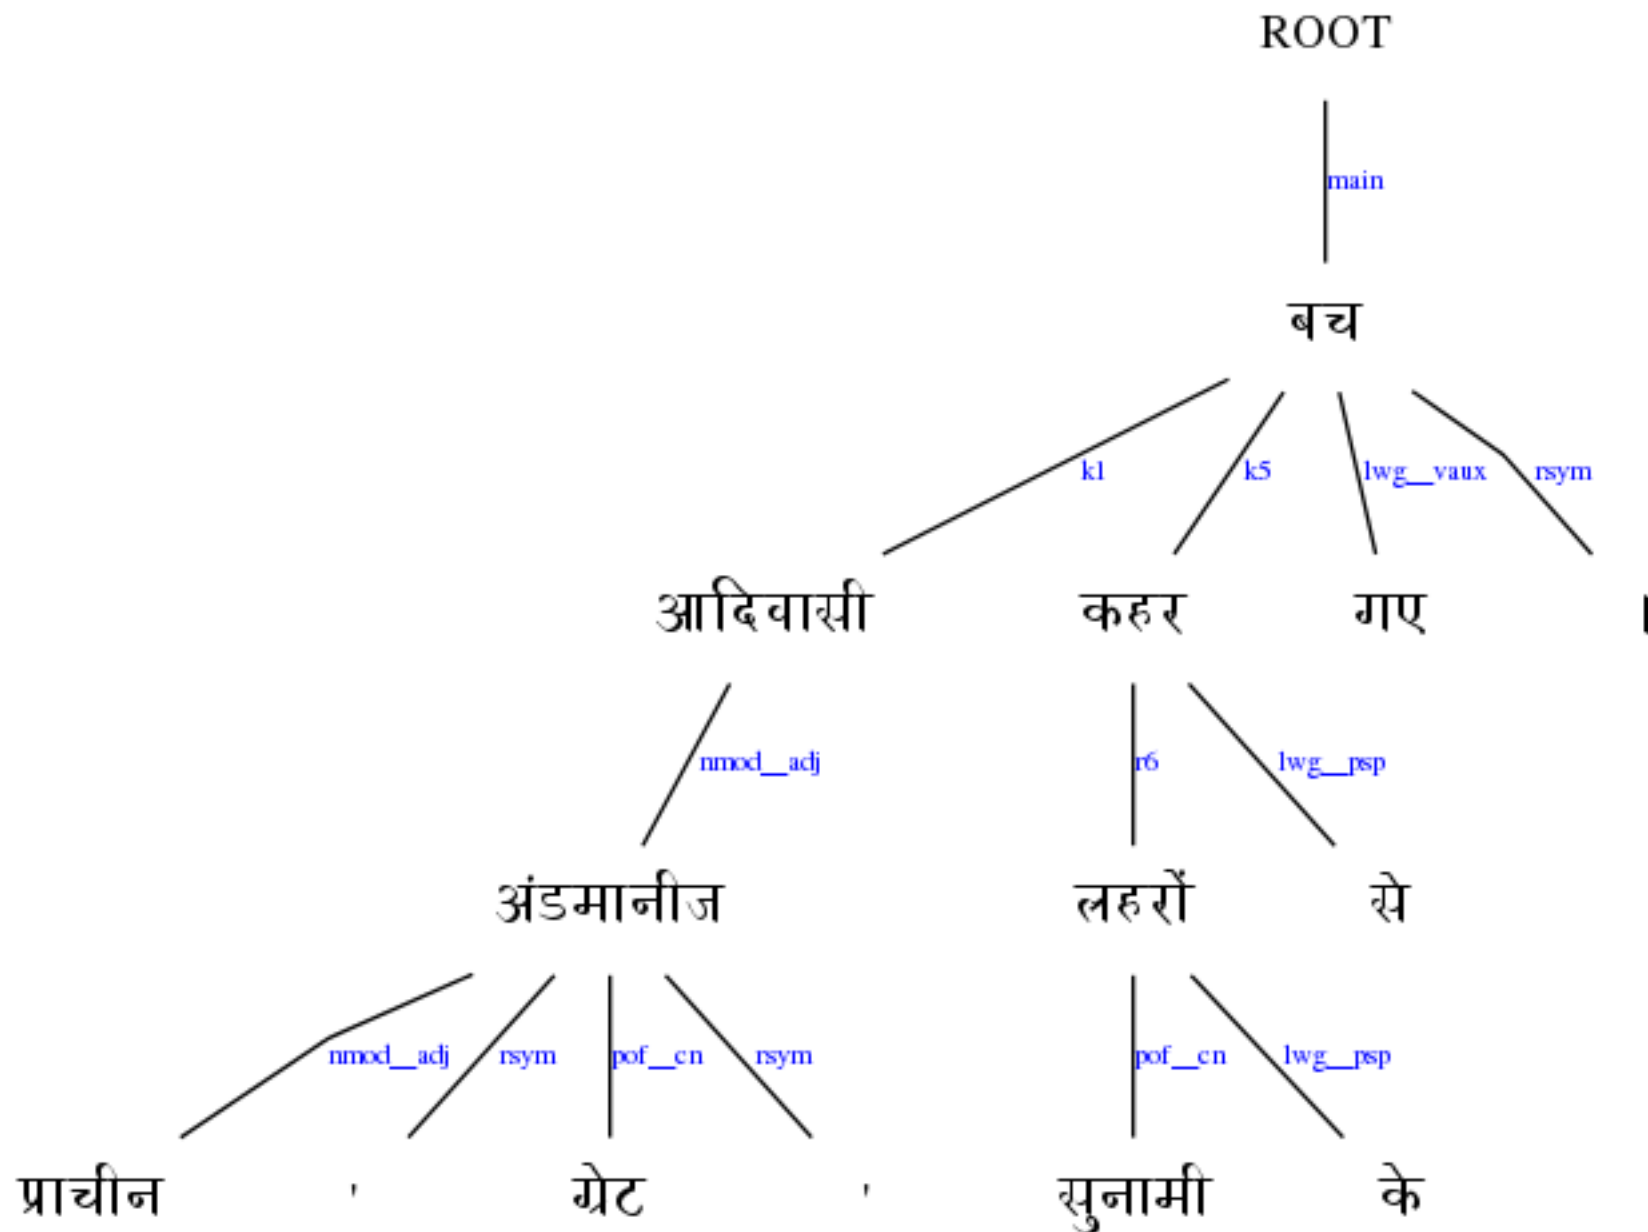 ROOT
main
बच
k1 k5 lwg__vaux rsym
आदिवासी कहर गए ।
nmod__adj r6 lwg__psp
अंडमानीज लहरों से
nmod__adj rsym pof__cn rsym pof__cn lwg__psp
प्राचीन ' ग्रेट ' सुनामी के